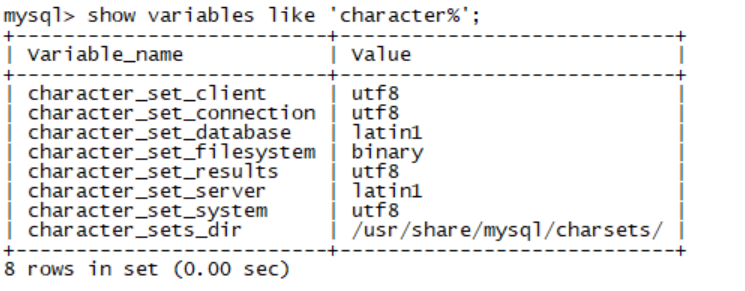 mysql> show variables like 'character%';
+--------------------------+----------------------------+
| Variable_name            | Value                      |
+--------------------------+----------------------------+
| character_set_client     | utf8                       |
| character_set_connection | utf8                       |
| character_set_database   | latin1                     |
| character_set_filesystem | binary                     |
| character_set_results    | utf8                       |
| character_set_server     | latin1                     |
| character_set_system     | utf8                       |
| character_sets_dir       | /usr/share/mysql/charsets/ |
+--------------------------+----------------------------+
8 rows in set (0.00 sec)